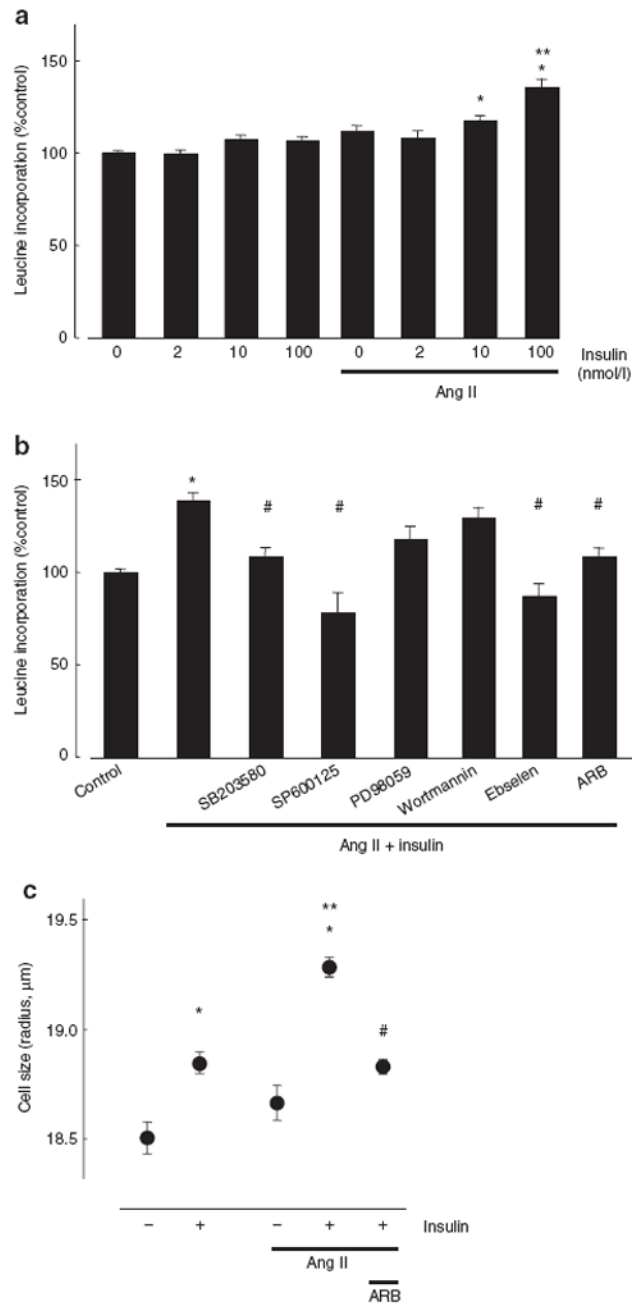 a
Leucine incorporation (%control)
150
100
50
0
**
*
*
0 2 10 100 0 2 10 100 Insulin
(nmol/l)
Ang II
b
Leucine incorporation (%control)
150
100
50
0
* # # # #
Control SB203580 SP600125 PD98059 Wortmannin Ebselen ARB
Ang II + insulin
c
Cell size (radius, μm)
19.5
19.0
18.5
**
*
*
#
− + − + + Insulin
Ang II
ARB